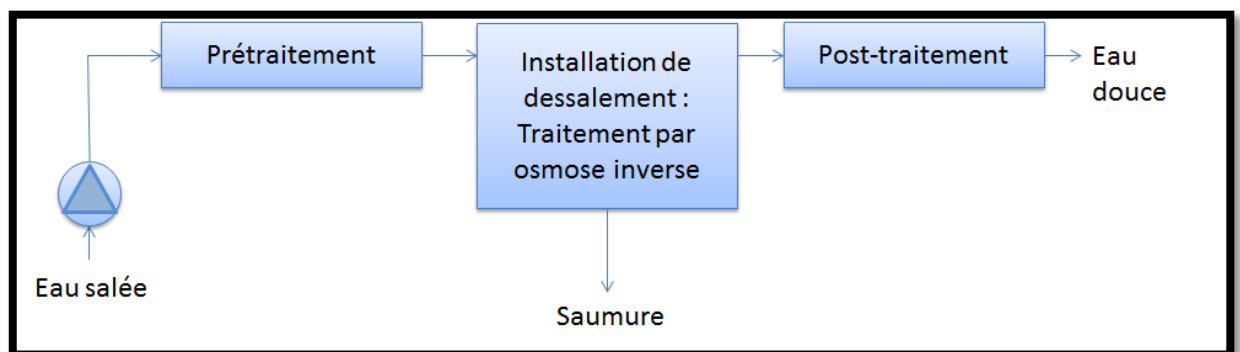 Prétraitement
Installation de
dessalement :
Traitement par
osmose inverse
Post-traitement
Eau
douce
Eau salée
Saumure